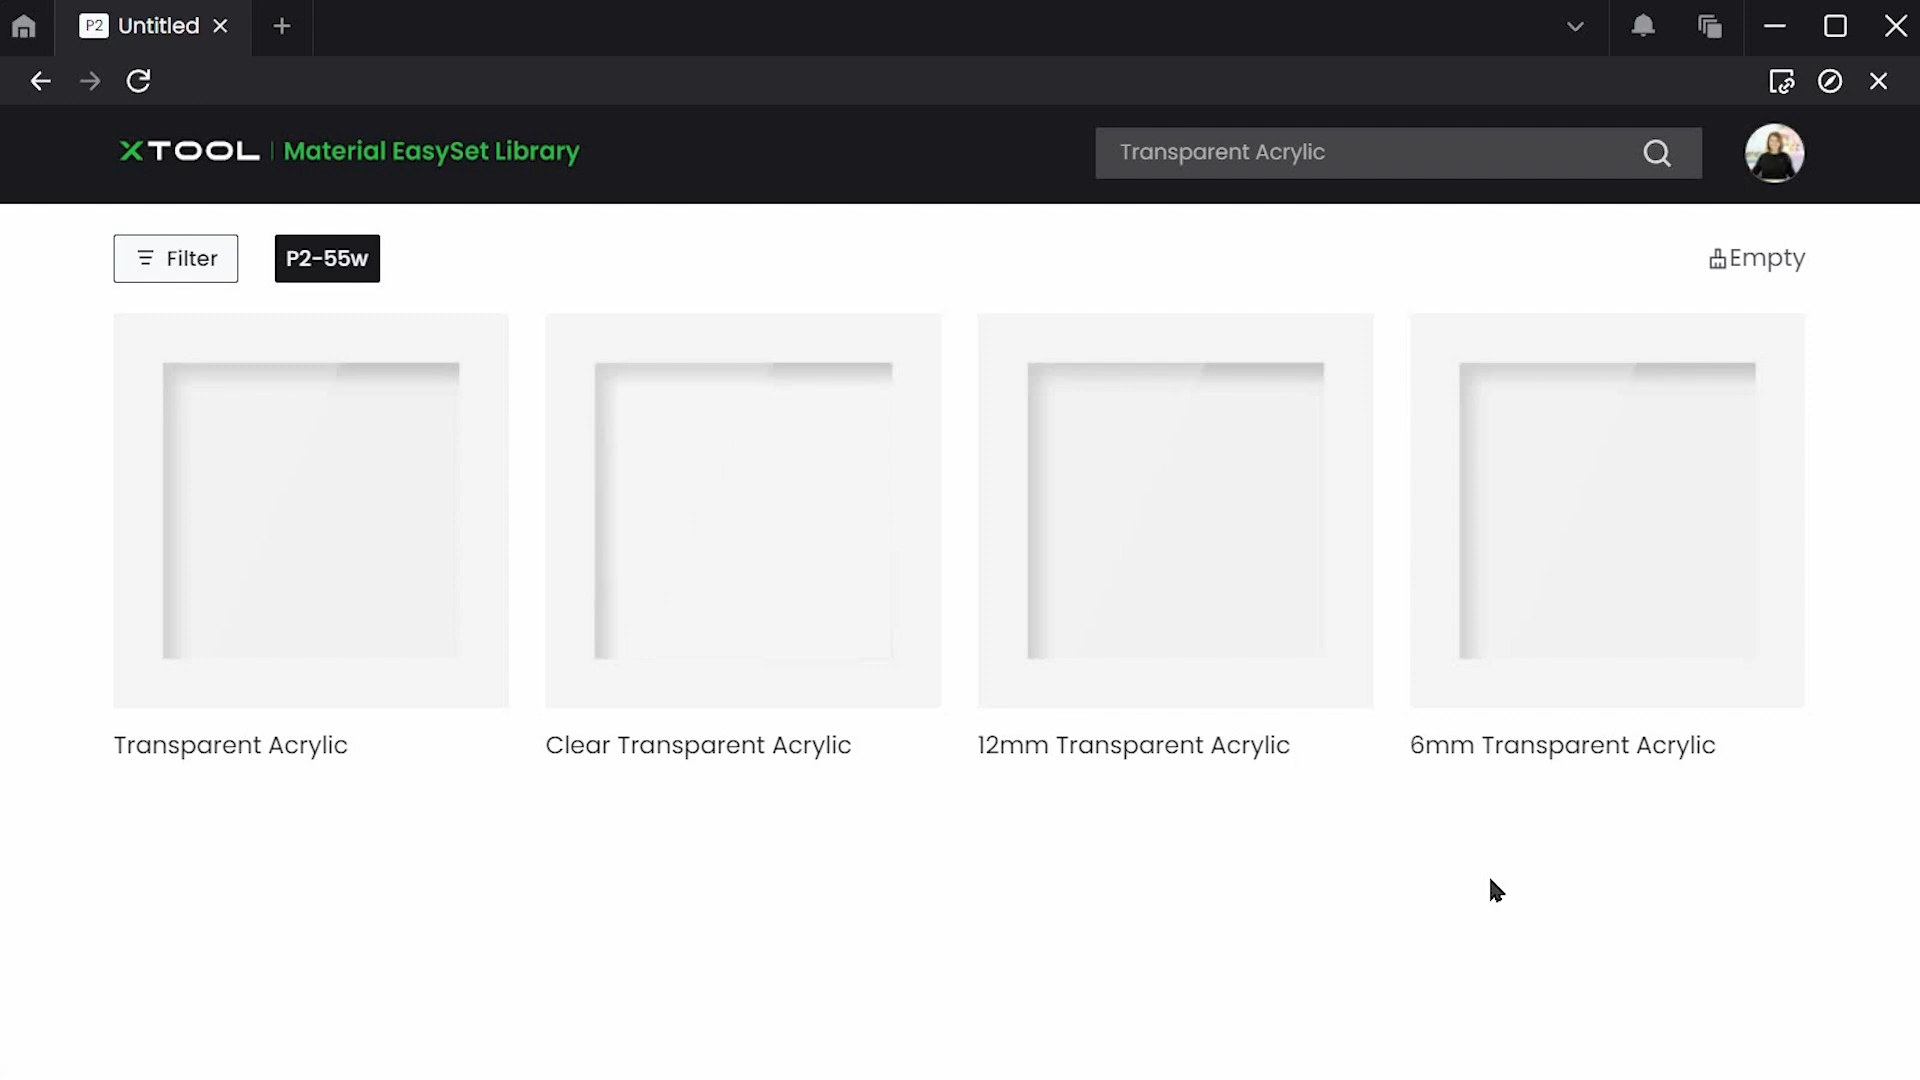 P2 Untitled
XTOOL | Material EasySet Library
Transparent Acrylic
Filter
P2-55w
Empty
Transparent Acrylic
Clear Transparent Acrylic
12mm Transparent Acrylic
6mm Transparent Acrylic